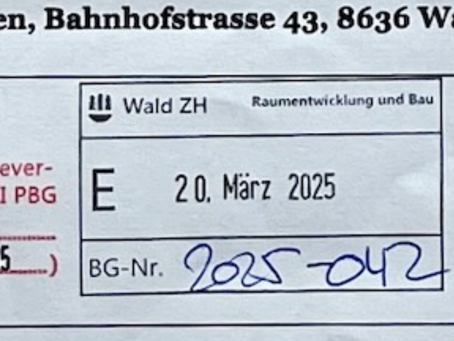 en, Bahnhofstrasse 43, 8636 Wa
Wald ZH Raumentwicklung und Bau
ever-
I PBG
E 20. März 2025
5 )
BG-Nr. 2025-042